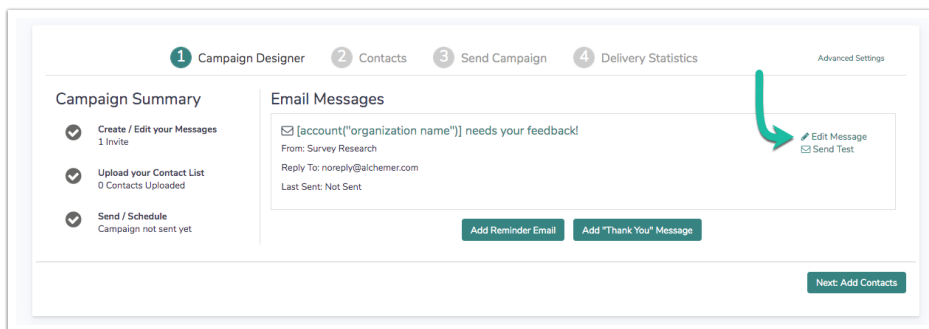 1 Campaign Designer 2 Contacts 3 Send Campaign 4 Delivery Statistics Advanced Settings
Campaign Summary
Create / Edit your Messages
1 Invite
Upload your Contact List
0 Contacts Uploaded
Send / Schedule
Campaign not sent yet
Email Messages
[account("organization name")] needs your feedback!
From: Survey Research
Reply To: noreply@alchemer.com
Last Sent: Not Sent
Edit Message
Send Test
Add Reminder Email Add "Thank You" Message
Next: Add Contacts